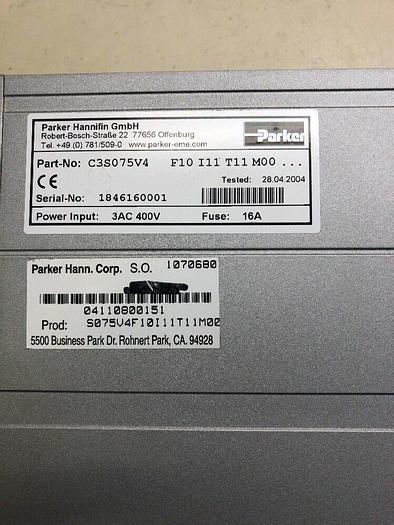 Parker Hannifin GmbH
Robert-Bosch-Straße 22 77656 Offenburg
Tel. +49 (0) 781/509-0 www.parker-eme.com
Parker
Part-No: C3S075V4 F10 I11 T11 M00 ...
CE
Tested: 28.04.2004
Serial-No: 1846160001
Power Input: 3AC 400V Fuse: 16A
Parker Hann. Corp. S.O. 1070680
04110800151
Prod: S075V4F10I11T11M00
5500 Business Park Dr. Rohnert Park, CA. 94928